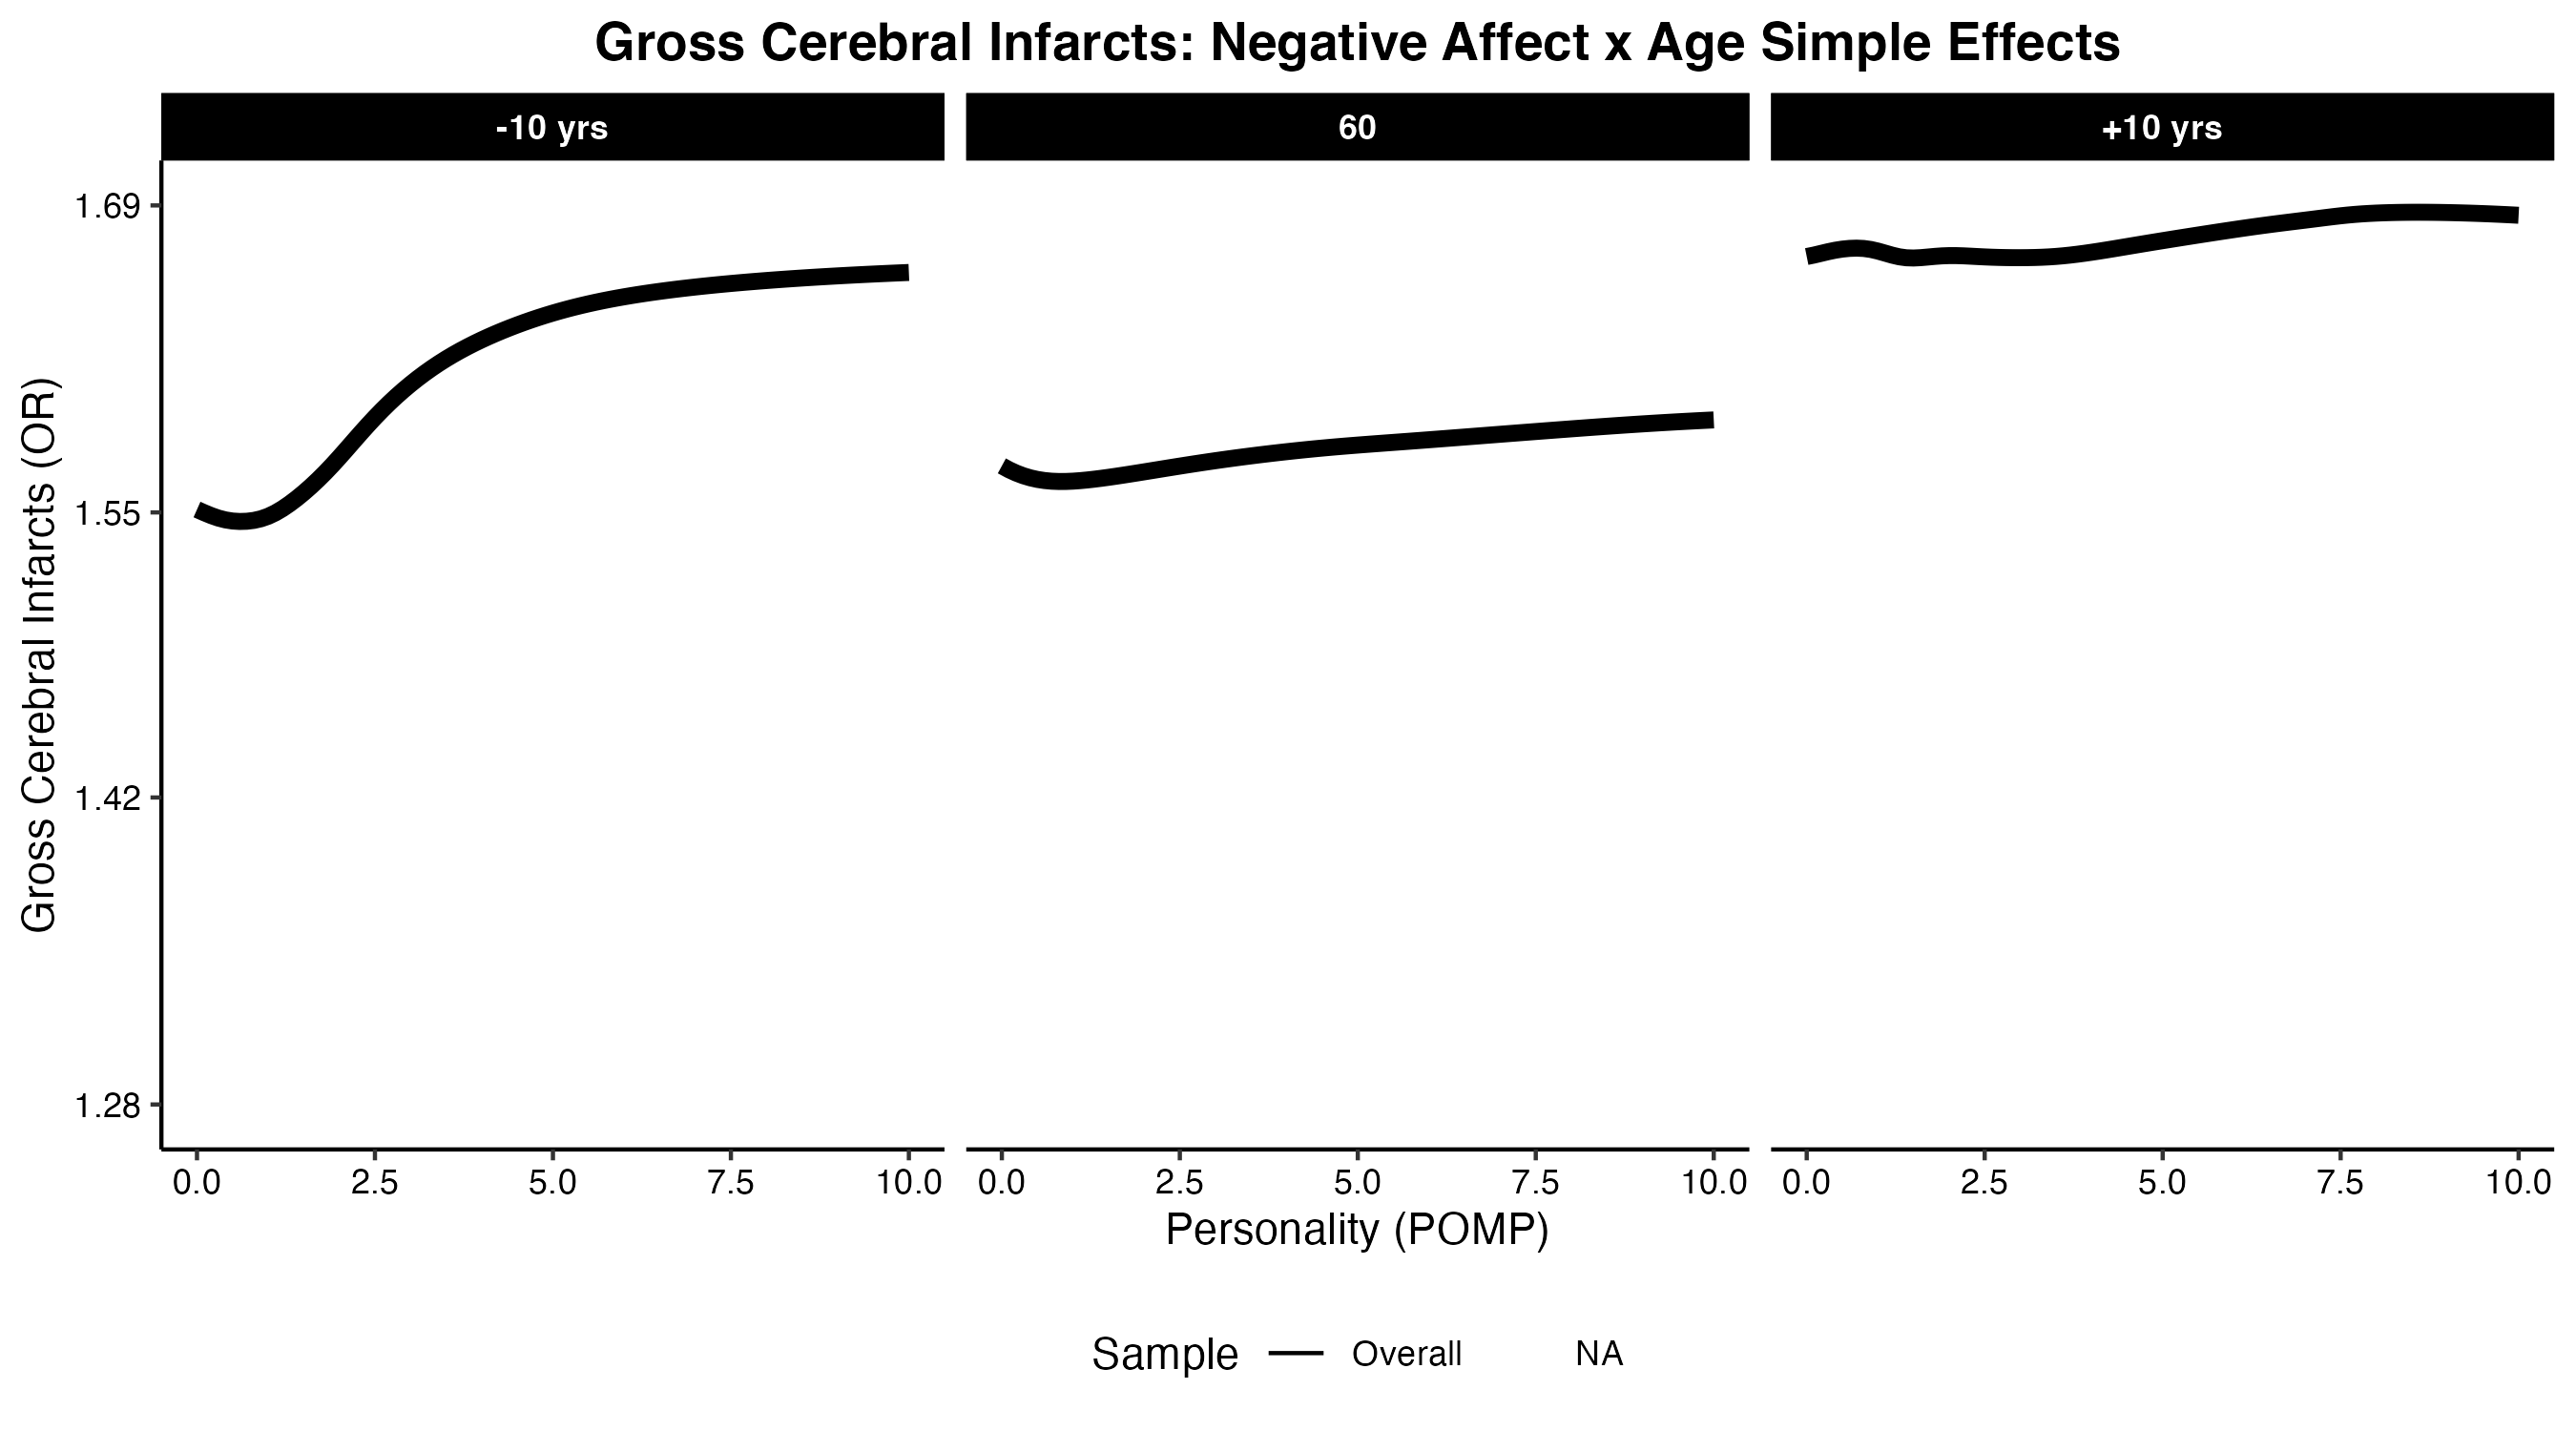 Gross Cerebral Infarcts: Negative Affect x Age Simple Effects
-10 yrs 60 +10 yrs
Gross Cerebral Infarcts (OR)
1.69
1.55
1.42
1.28
0.0 2.5 5.0 7.5 10.0 0.0 2.5 5.0 7.5 10.0 0.0 2.5 5.0 7.5 10.0
Personality (POMP)
Sample Overall NA